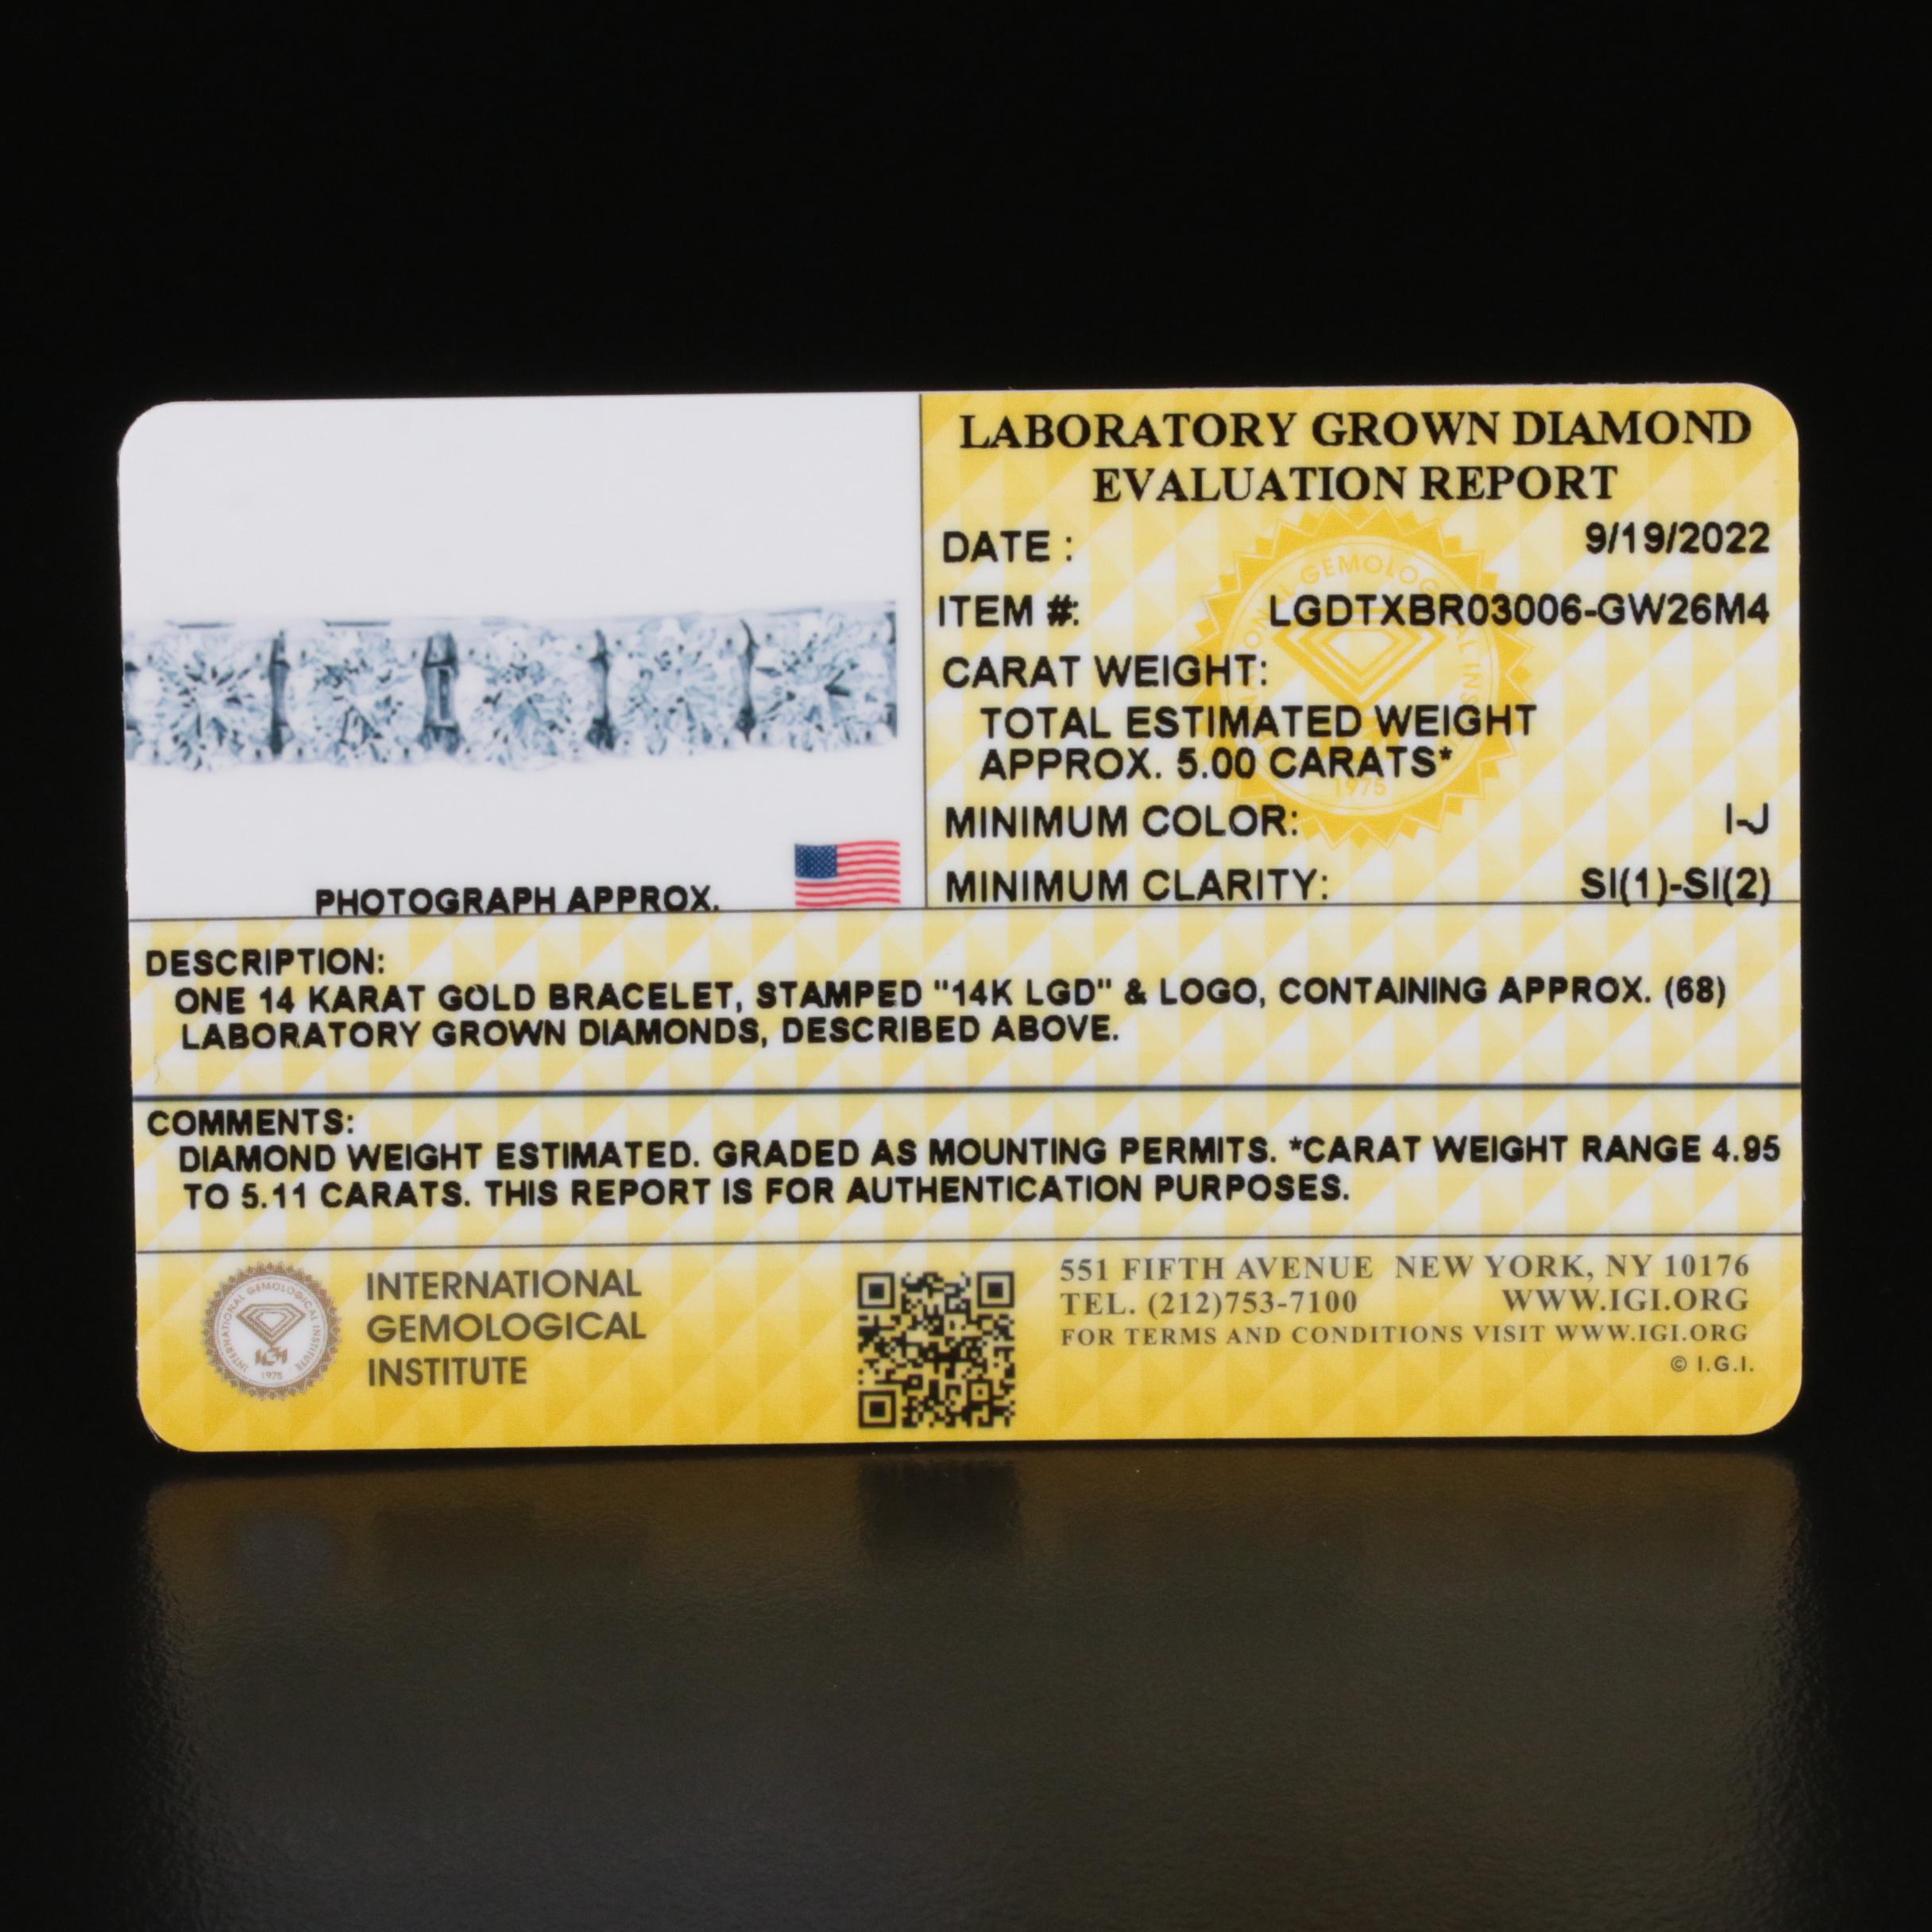 LABORATORY GROWN DIAMOND
EVALUATION REPORT
DATE : 9/19/2022
ITEM #: LGDTXBR03006-GW26M4
CARAT WEIGHT:
TOTAL ESTIMATED WEIGHT
APPROX. 5.00 CARATS*
MINIMUM COLOR: I-J
MINIMUM CLARITY: SI(1)-SI(2)
PHOTOGRAPH APPROX.
DESCRIPTION:
ONE 14 KARAT GOLD BRACELET, STAMPED "14K LGD" & LOGO, CONTAINING APPROX. (68)
LABORATORY GROWN DIAMONDS, DESCRIBED ABOVE.
COMMENTS:
DIAMOND WEIGHT ESTIMATED. GRADED AS MOUNTING PERMITS. *CARAT WEIGHT RANGE 4.95
TO 5.11 CARATS. THIS REPORT IS FOR AUTHENTICATION PURPOSES.
INTERNATIONAL GEMOLOGICAL INSTITUTE
IGI
1975
INTERNATIONAL
GEMOLOGICAL
INSTITUTE
551 FIFTH AVENUE NEW YORK, NY 10176
TEL. (212)753-7100 WWW.IGI.ORG
FOR TERMS AND CONDITIONS VISIT WWW.IGI.ORG
© I.G.I.